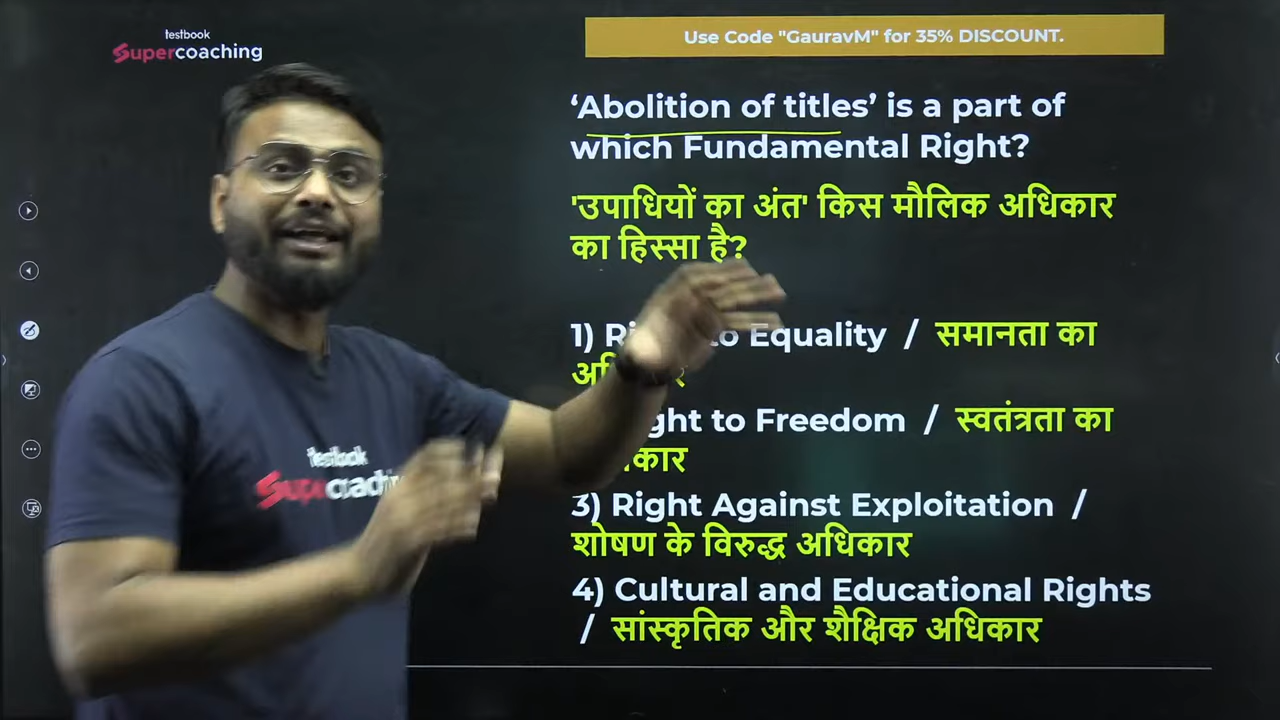 testbook
Supercoaching
Use Code "GauravM" for 35% DISCOUNT.
‘Abolition of titles’ is a part of
which Fundamental Right?
'उपाधियों का अंत' किस मौलिक अधिकार
का हिस्सा है?
1) to Equality / समानता का
to Freedom / स्वतंत्रता का
3) Right Against Exploitation /
शोषण के विरुद्ध अधिकार
4) Cultural and Educational Rights
/ सांस्कृतिक और शैक्षिक अधिकार
testbook
Supercoaching